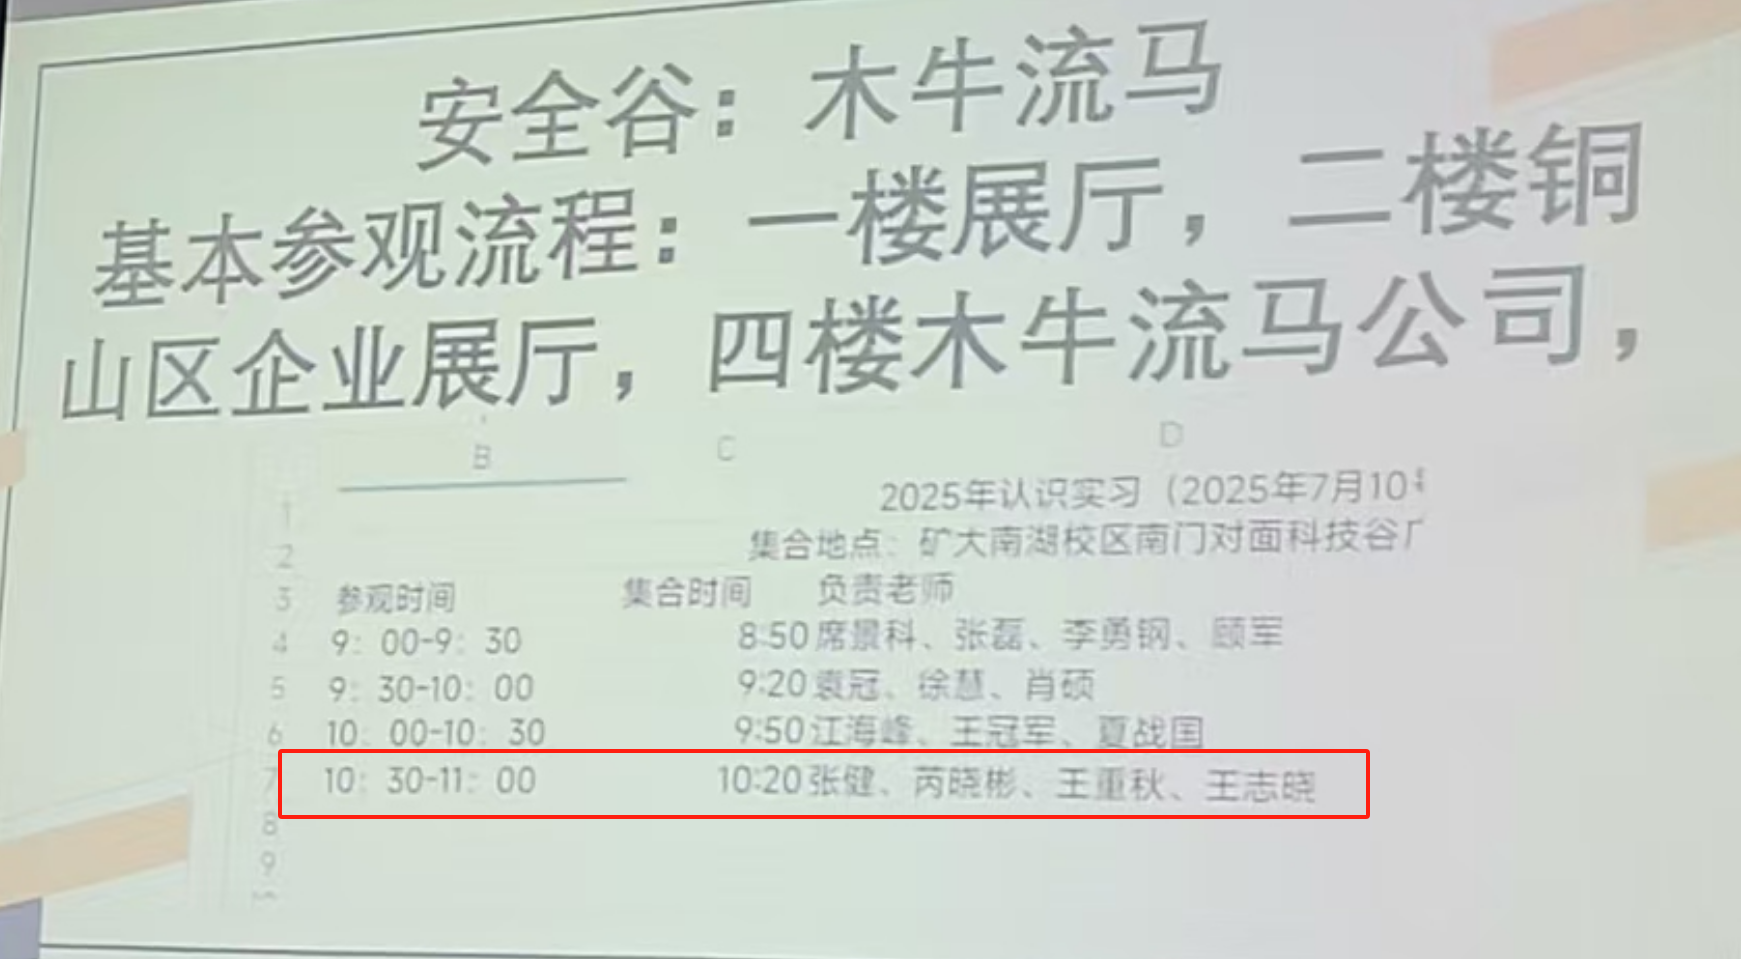 安全谷：木牛流马
基本参观流程：一楼展厅，二楼铜
山区企业展厅，四楼木牛流马公司，
B C D
1 2025年认识实习（2025年7月10
2 集合地点：矿大南湖校区南门对面科技谷广
3 参观时间 集合时间 负责老师
4 9：00-9：30 8:50 席景科、张磊、李勇钢、顾军
5 9：30-10：00 9:20 袁冠、徐慧、肖硕
6 10：00-10：30 9:50 江海峰、王冠军、夏战国
7 10：30-11：00 10:20 张健、芮晓彬、王重秋、王志晓
8
9